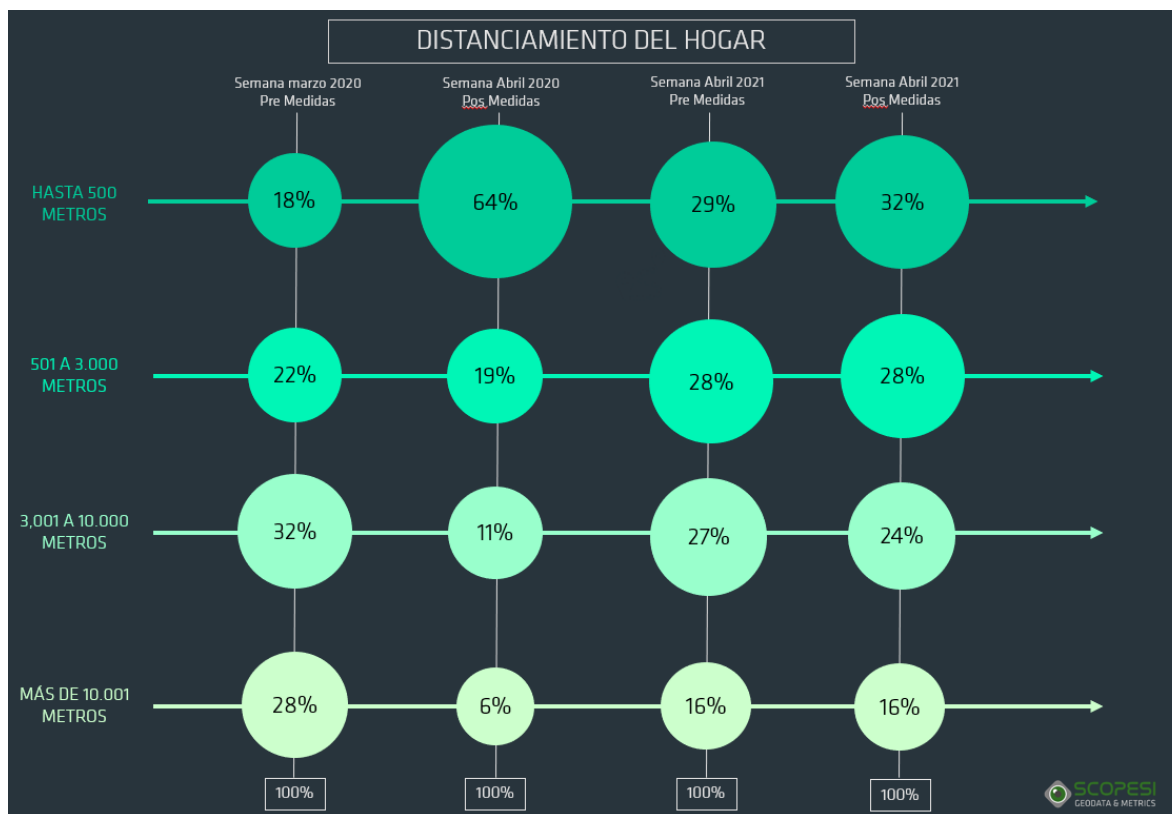 DISTANCIAMIENTO DEL HOGAR
Semana marzo 2020
Pre Medidas
Semana Abril 2020
Pos Medidas
Semana Abril 2021
Pre Medidas
Semana Abril 2021
Pos Medidas
HASTA 500
METROS
18%
64%
29%
32%
501 A 3.000
METROS
22%
19%
28%
28%
3,001 A 10.000
METROS
32%
11%
27%
24%
MÁS DE 10.001
METROS
28%
6%
16%
16%
100%
100%
100%
100%
SCOPESI
GEODATA & METRICS